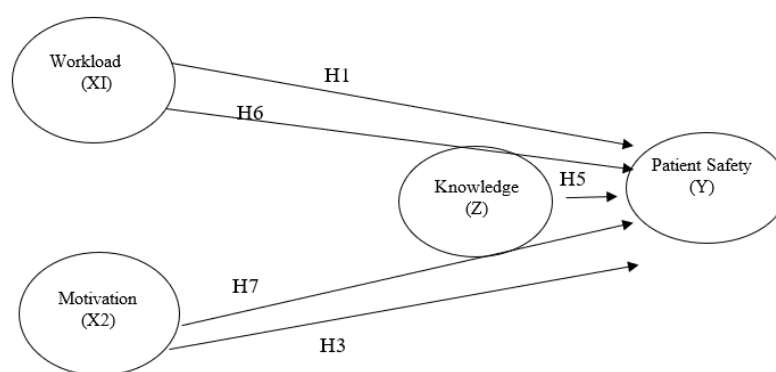 Workload
(XI)
H1
H6
Patient Safety
(Y)
H5
Knowledge
(Z)
H7
Motivation
(X2)
H3